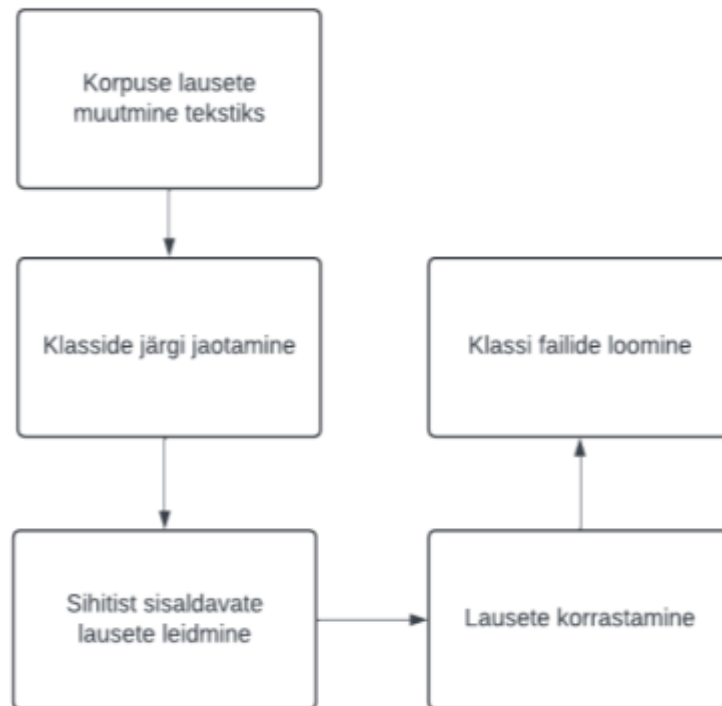 Korpuse lausete
muutmine tekstiks
Klasside järgi jaotamine
Sihitist sisaldavate
lausete leidmine
Lausete korrastamine
Klassi failide loomine